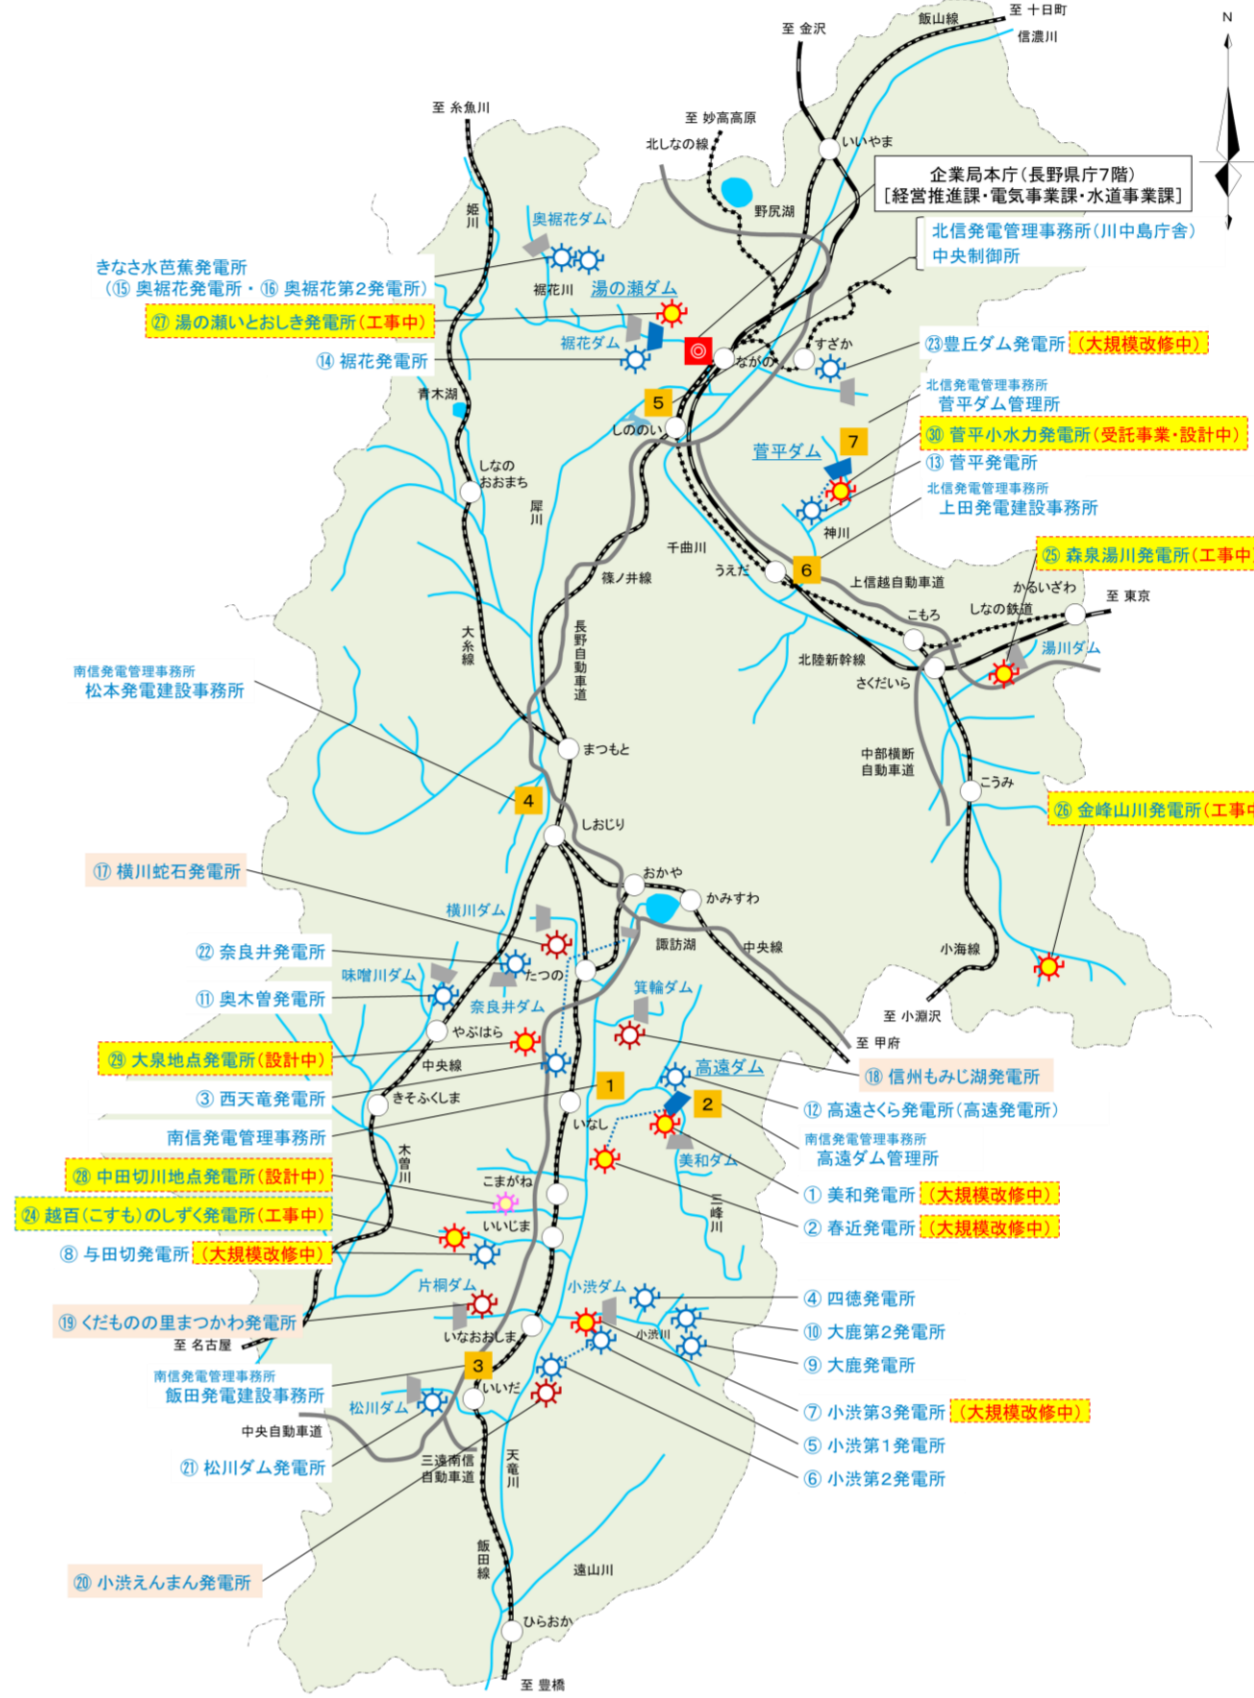 至 十日町
飯山線
信濃川
至 金沢
N
至 糸魚川
至 妙高高原
北しなの線
いいやま
企業局本庁(長野県庁7階)
[経営推進課・電気事業課・水道事業課]
野尻湖
姫川
奥裾花ダム
北信発電管理事務所(川中島庁舎)
中央制御所
きなさ水芭蕉発電所
(⑮ 奥裾花発電所・⑯ 奥裾花第2発電所)
裾花川
湯の瀬ダム
㉗ 湯の瀬いとおしき発電所(工事中)
裾花ダム
⑭ 裾花発電所
ながの
すざか
㉓豊丘ダム発電所(大規模改修中)
青木湖
5
しののい
北信発電管理事務所
菅平ダム管理所
7
㉚ 菅平小水力発電所(受託事業・設計中)
菅平ダム
⑬ 菅平発電所
しなの
おおまち
北信発電管理事務所
上田発電建設事務所
犀川
神川
千曲川
うえだ
6
㉕ 森泉湯川発電所(工事中
篠ノ井線
上信越自動車道
かるいざわ
こもろ
しなの鉄道
至 東京
大糸線
長野自動車道
湯川ダム
北陸新幹線
さくだいら
南信発電管理事務所
松本発電建設事務所
まつもと
中部横断
自動車道
こうみ
4
㉖ 金峰山川発電所(工事中
しおじり
⑰ 横川蛇石発電所
おかや
かみすわ
横川ダム
諏訪湖
中央線
小海線
㉒ 奈良井発電所
味噌川ダム
たつの
⑪ 奥木曽発電所
奈良井ダム
箕輪ダム
至 小淵沢
やぶはら
至 甲府
㉙ 大泉地点発電所(設計中)
中央線
高遠ダム
⑱ 信州もみじ湖発電所
③ 西天竜発電所
きそふくしま
1
2
⑫ 高遠さくら発電所(高遠発電所)
南信発電管理事務所
いなし
南信発電管理事務所
高遠ダム管理所
木曽川
美和ダム
㉘ 中田切川地点発電所(設計中)
こまがね
① 美和発電所(大規模改修中)
㉔ 越百(こすも)のしずく発電所(工事中)
いいじま
三峰川
② 春近発電所(大規模改修中)
⑧ 与田切発電所(大規模改修中)
片桐ダム
小渋ダム
④ 四徳発電所
⑲ くだものの里まつかわ発電所
いなおおしま
小渋川
⑩ 大鹿第2発電所
至 名古屋
⑨ 大鹿発電所
南信発電管理事務所
飯田発電建設事務所
3
いいだ
松川ダム
⑦ 小渋第3発電所(大規模改修中)
中央自動車道
⑤ 小渋第1発電所
㉑ 松川ダム発電所
三遠南信
自動車道
天竜川
⑥ 小渋第2発電所
飯田線
遠山川
⑳ 小渋えんまん発電所
ひらおか
至 豊橋